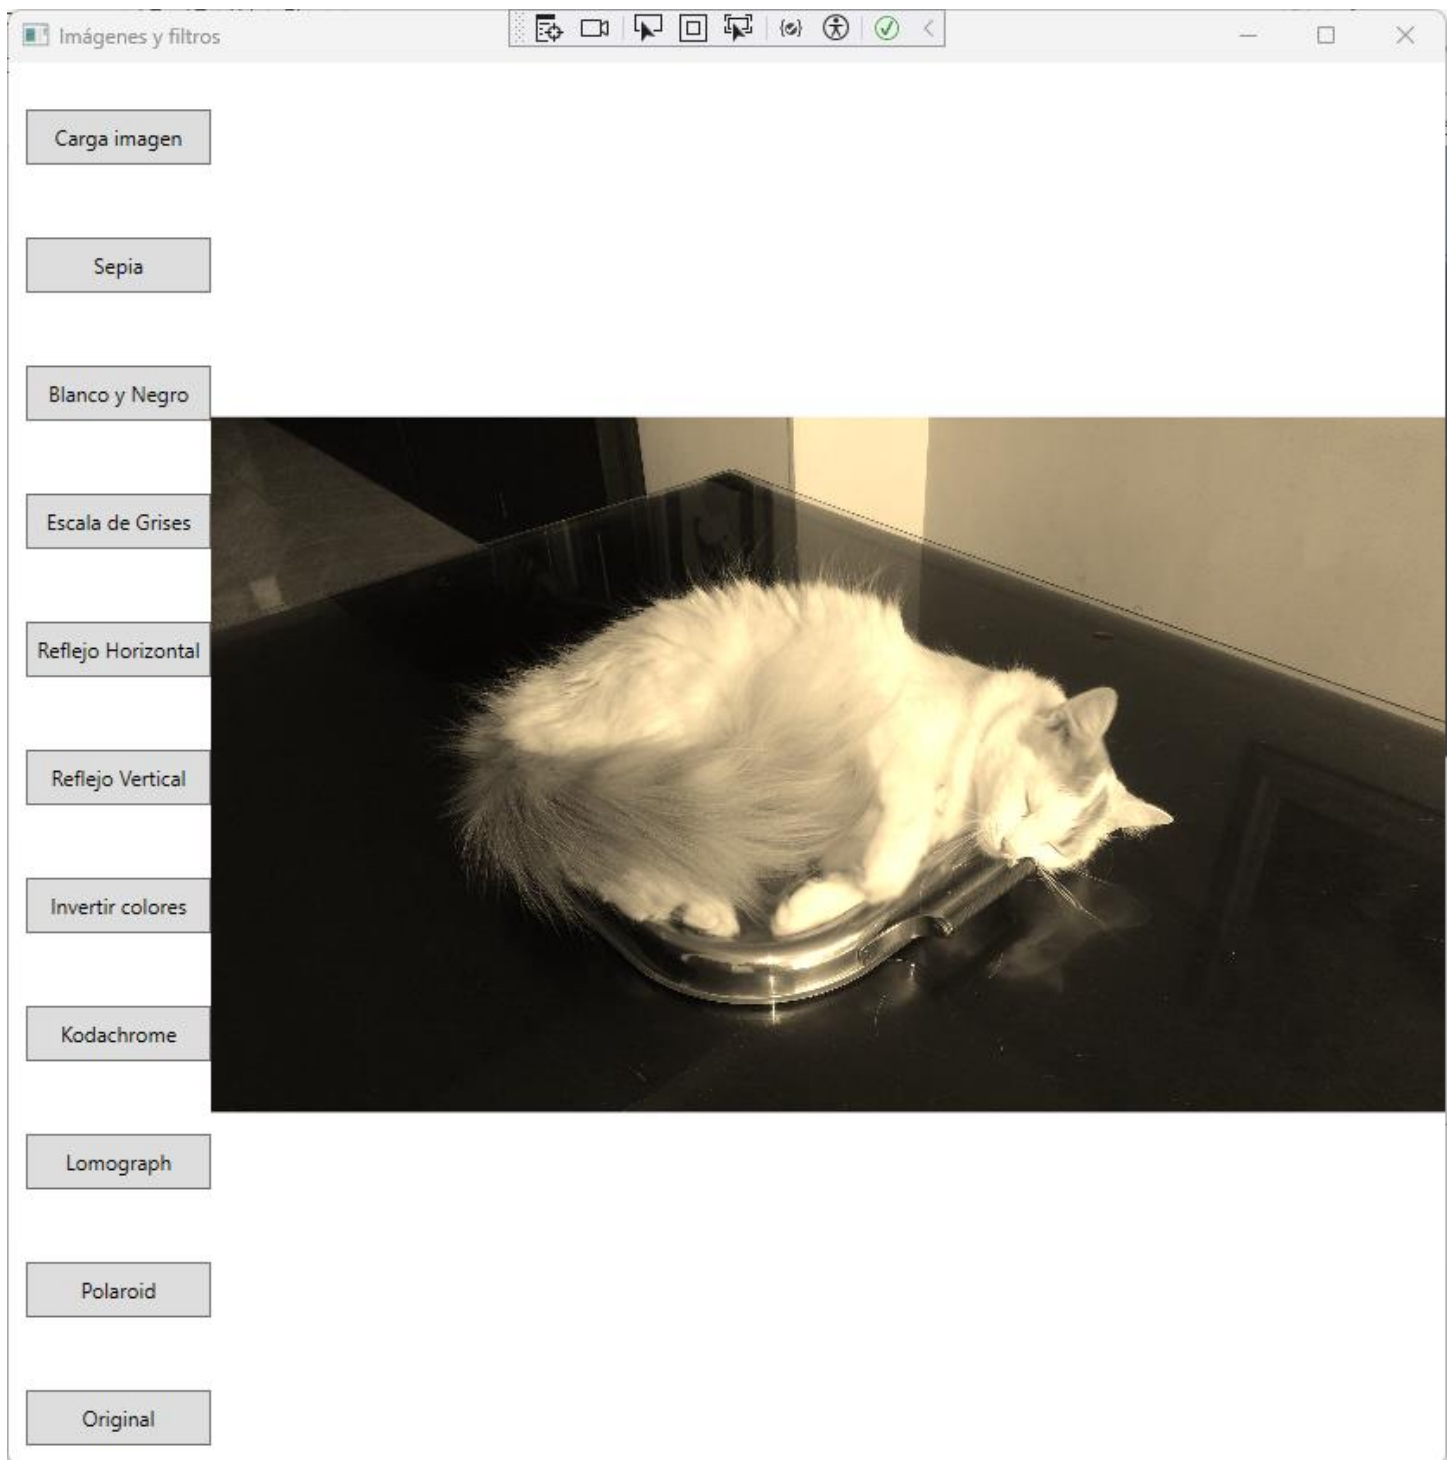 Imágenes y filtros
Carga imagen
Sepia
Blanco y Negro
Escala de Grises
Reflejo Horizontal
Reflejo Vertical
Invertir colores
Kodachrome
Lomograph
Polaroid
Original